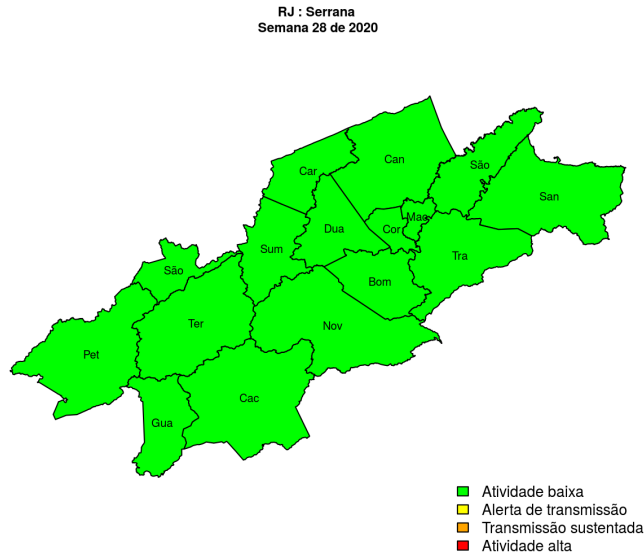 RJ : Serrana
Semana 28 de 2020
Can
São
Car
San
Mac
Dua
Cor
Sum
Tra
São
Bom
Ter
Nov
Pet
Cac
Gua
Atividade baixa
Alerta de transmissão
Transmissão sustentada
Atividade alta